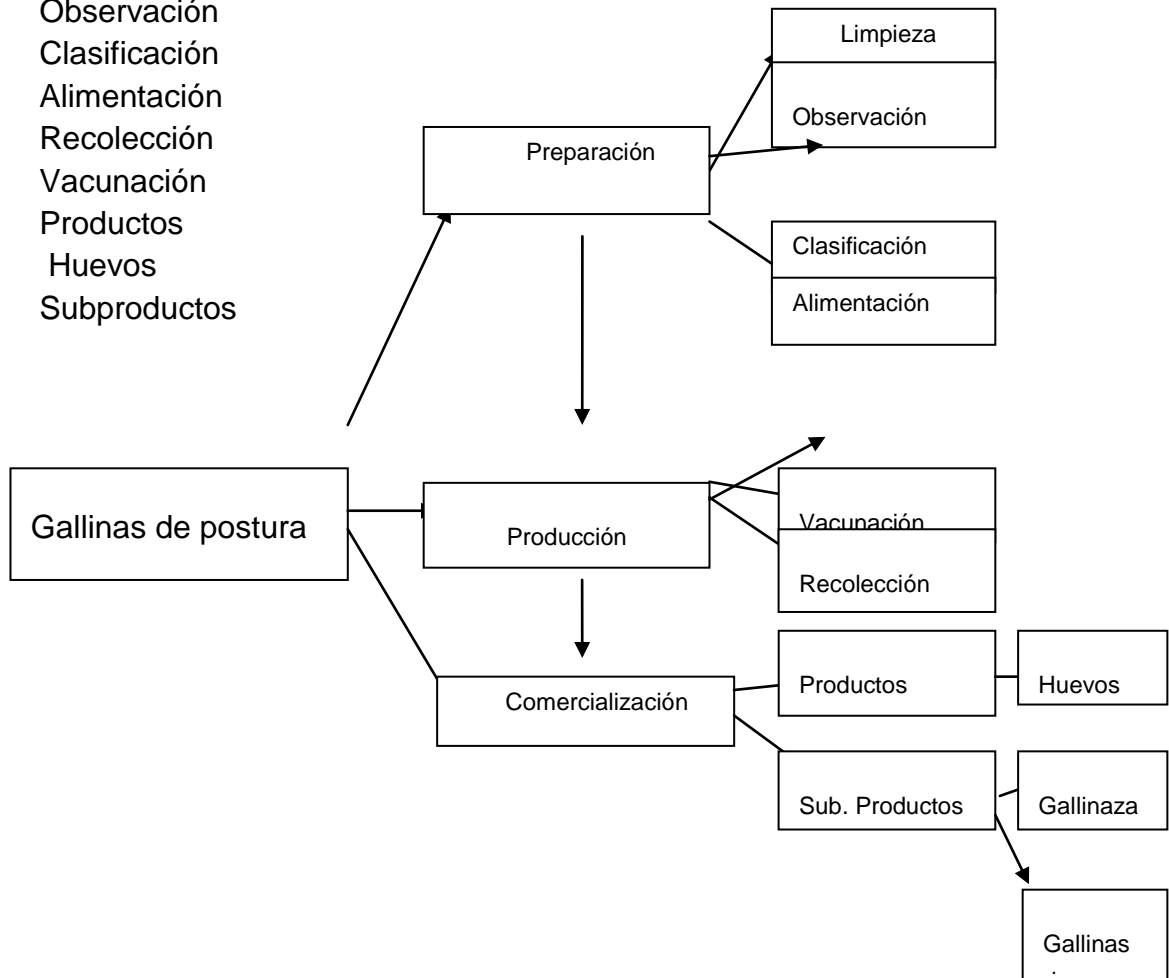 Observación
Clasificación
Alimentación
Recolección
Vacunación
Productos
Huevos
Subproductos
Limpieza
Observación
Preparación
Clasificación
Alimentación
Gallinas de postura
Producción
Vacunación
Recolección
Comercialización
Productos
Huevos
Sub. Productos
Gallinaza
Gallinas